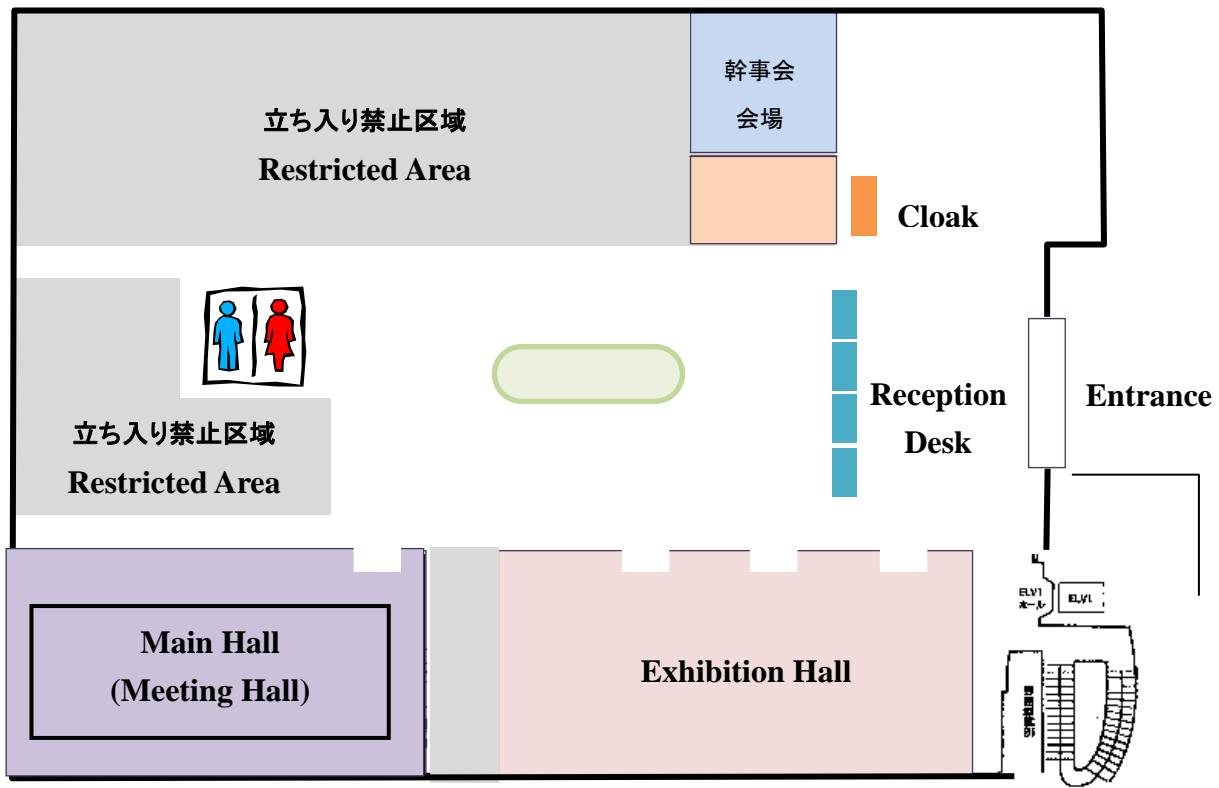 幹事会
会場
立ち入り禁止区域
Restricted Area
Cloak
Reception
Desk
Entrance
立ち入り禁止区域
Restricted Area
ELV1
ホール
ELV1
Main Hall
(Meeting Hall)
Exhibition Hall